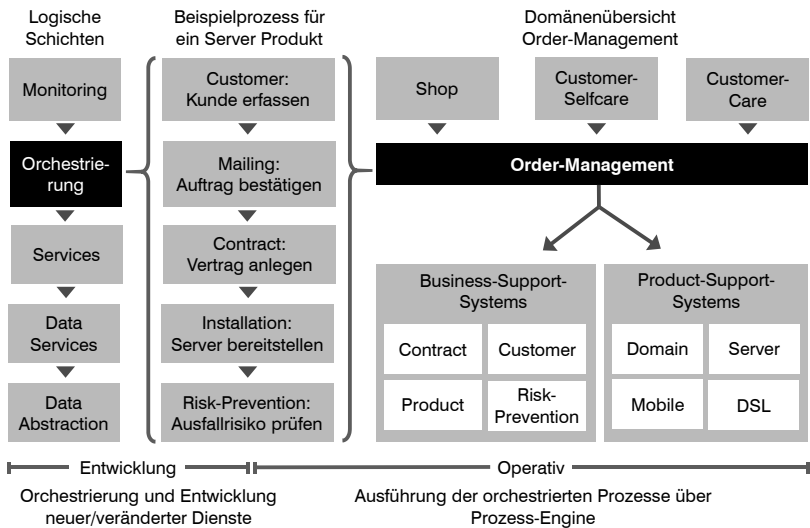 Logische
Schichten
Monitoring
Orchestrie-
rung
Services
Data
Services
Data
Abstraction
Beispielprozess für
ein Server Produkt
Customer:
Kunde erfassen
Mailing:
Auftrag bestätigen
Contract:
Vertrag anlegen
Installation:
Server bereitstellen
Risk-Prevention:
Ausfallrisiko prüfen
Domänenübersicht
Order-Management
Shop
Customer-
Selfcare
Customer-
Care
Order-Management
Business-Support-
Systems
Contract
Customer
Product
Risk-
Prevention
Product-Support-
Systems
Domain
Server
Mobile
DSL
Entwicklung
Orchestrierung und Entwicklung
neuer/veränderter Dienste
Operativ
Ausführung der orchestrierten Prozesse über
Prozess-Engine